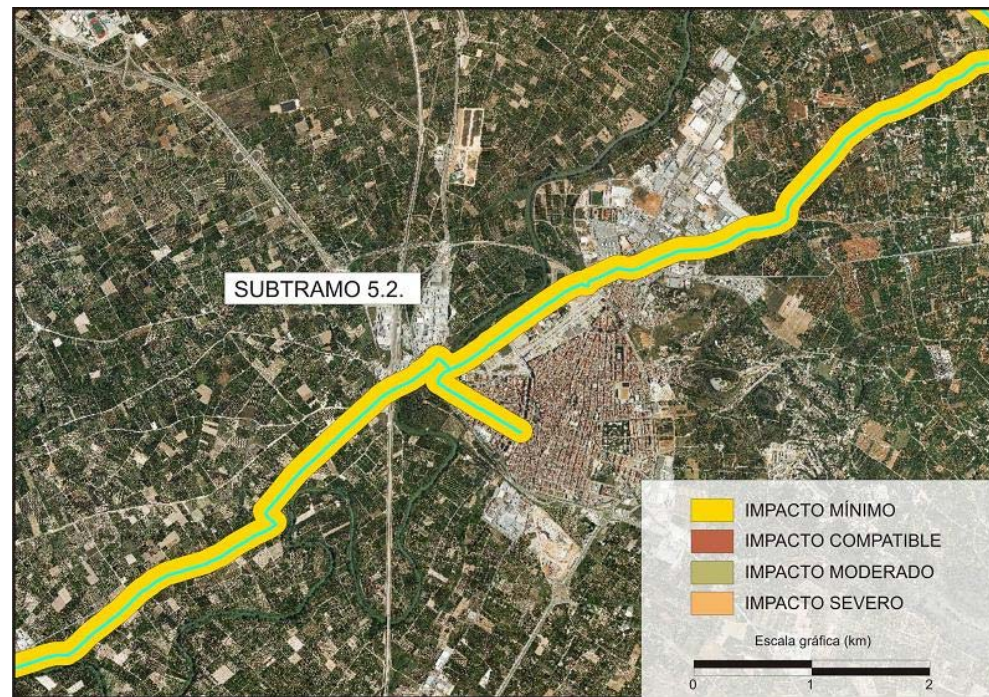 SUBTRAMO 5.2.
IMPACTO MÍNIMO
IMPACTO COMPATIBLE
IMPACTO MODERADO
IMPACTO SEVERO
Escala gráfica (km)
0 1 2